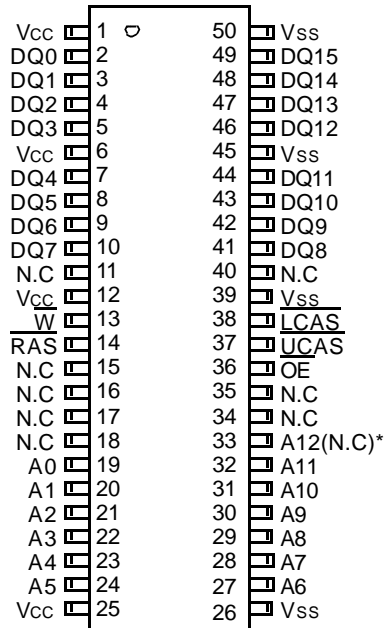 Vcc 1 50 Vss
DQ0 2 49 DQ15
DQ1 3 48 DQ14
DQ2 4 47 DQ13
DQ3 5 46 DQ12
Vcc 6 45 Vss
DQ4 7 44 DQ11
DQ5 8 43 DQ10
DQ6 9 42 DQ9
DQ7 10 41 DQ8
N.C 11 40 N.C
Vcc 12 39 Vss
W 13 38 LCAS
RAS 14 37 UCAS
N.C 15 36 OE
N.C 16 35 N.C
N.C 17 34 N.C
N.C 18 33 A12(N.C)*
A0 19 32 A11
A1 20 31 A10
A2 21 30 A9
A3 22 29 A8
A4 23 28 A7
A5 24 27 A6
Vcc 25 26 Vss